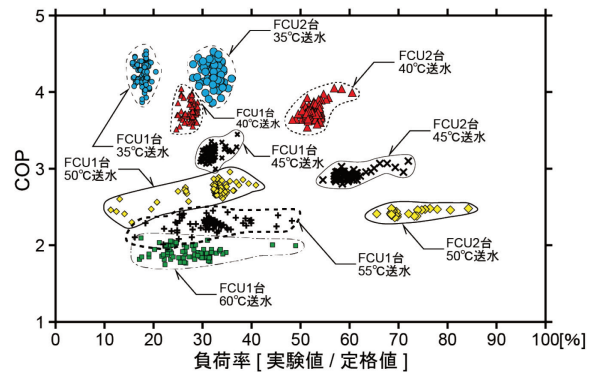 5
4
3
2
1
COP
FCU2台
35℃送水
FCU2台
40℃送水
FCU1台
40℃送水
FCU1台
35℃送水
FCU2台
45℃送水
FCU1台
45℃送水
FCU1台
50℃送水
FCU2台
50℃送水
FCU1台
55℃送水
FCU1台
60℃送水
0 10 20 30 40 50 60 70 80 90 100[%]
負荷率 [ 実験値 / 定格値 ]